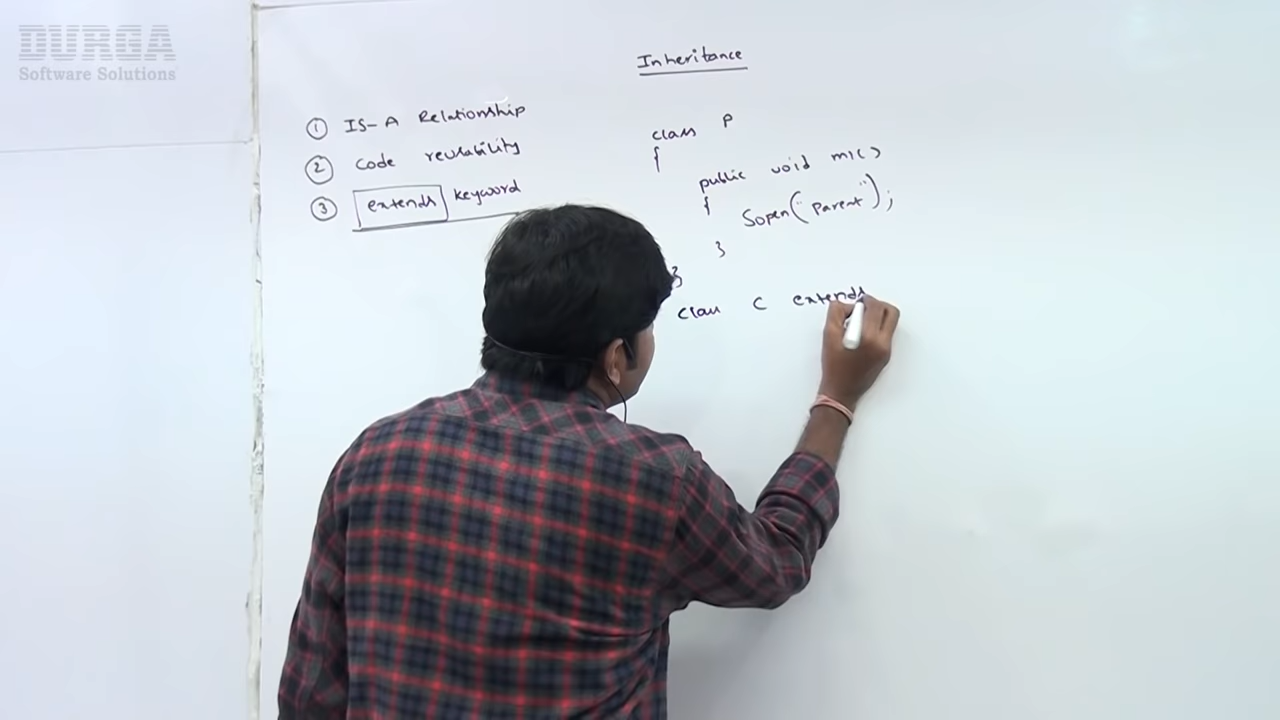 DURGA
Software Solutions
Inheritance
① IS-A Relationship
② Code reusability
③ extends keyword
class P
{
public void m1()
{
Sopln("parent");
}
}
class C extends